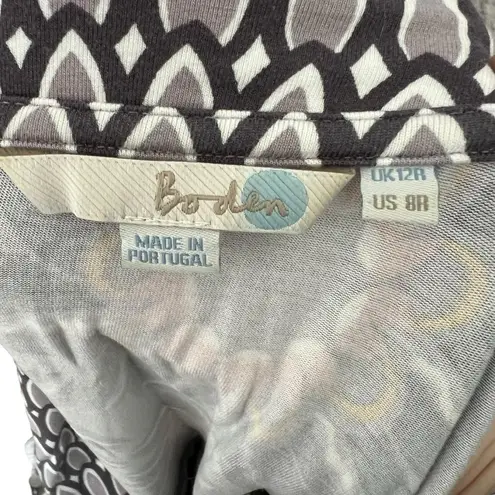 Boden
UK12R
US 8R
MADE IN
PORTUGAL